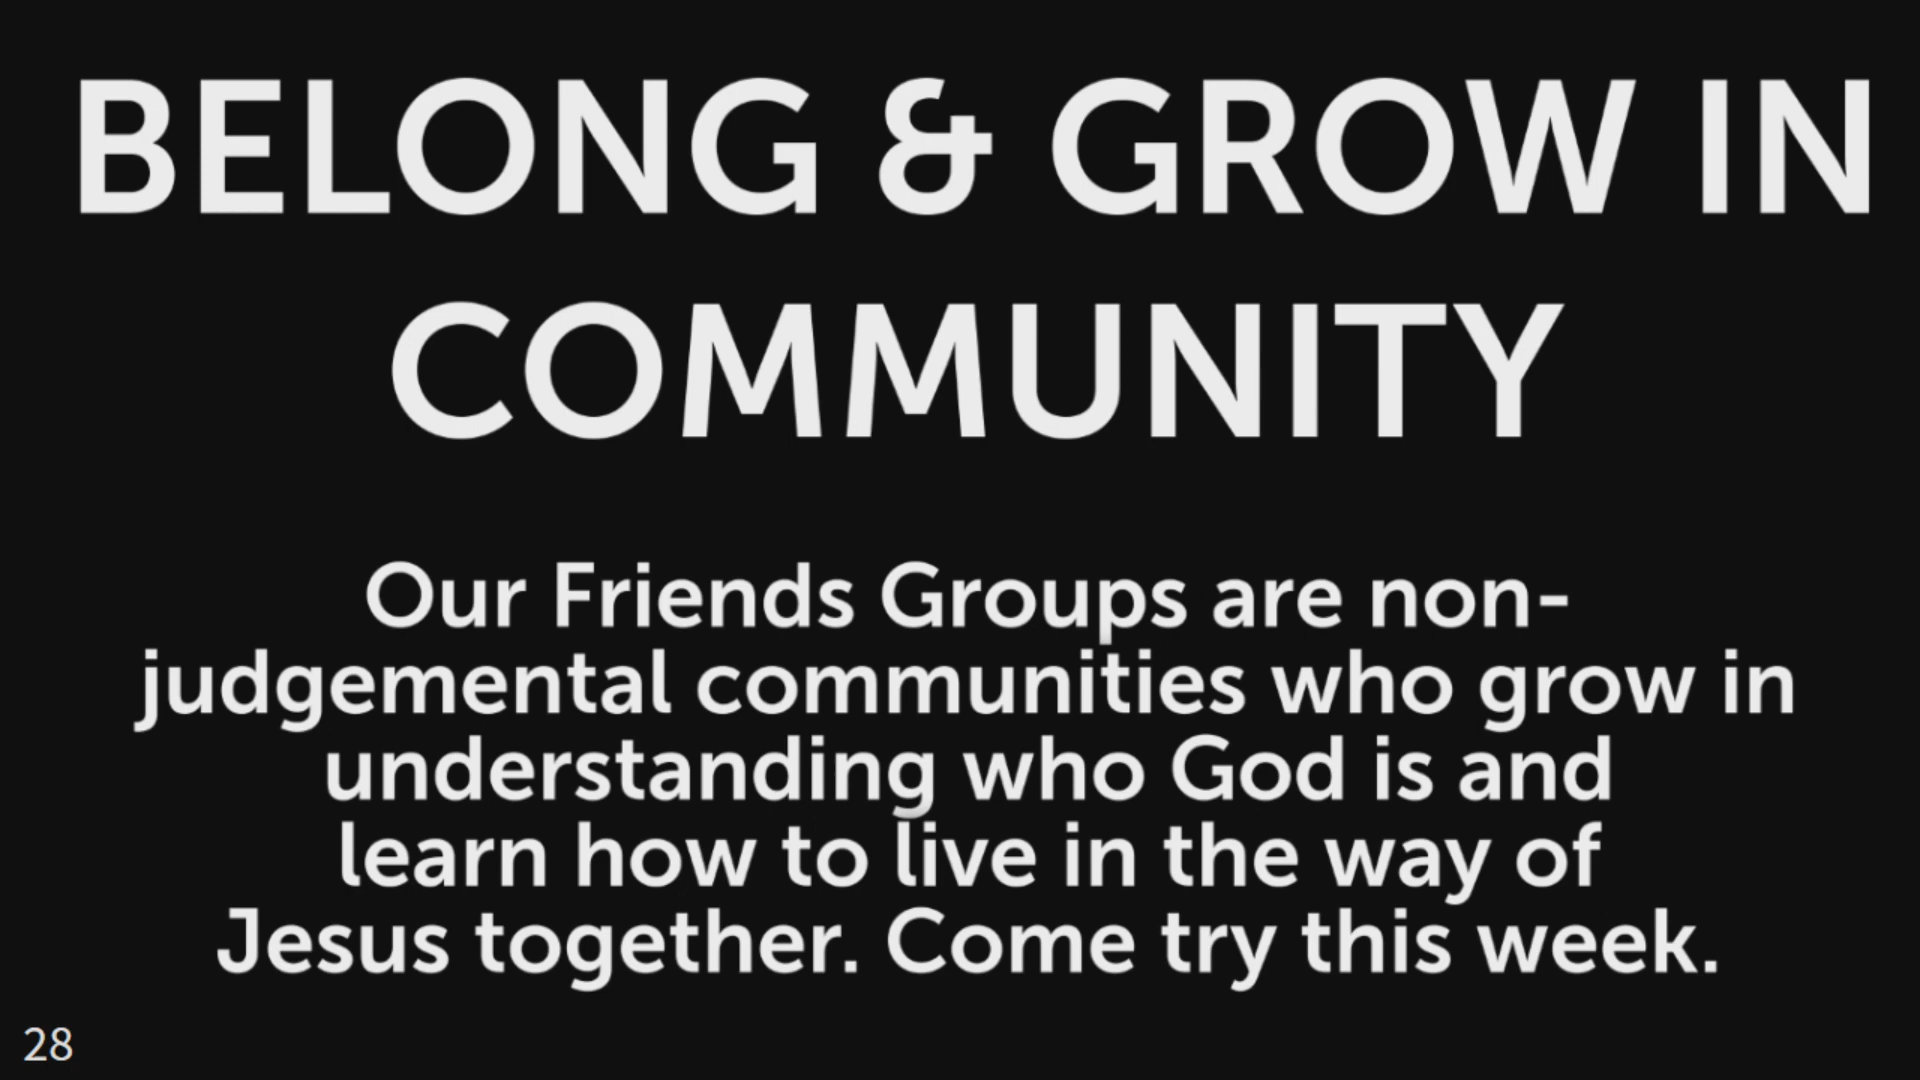 BELONG & GROW IN
COMMUNITY
Our Friends Groups are non-
judgemental communities who grow in
understanding who God is and
learn how to live in the way of
Jesus together. Come try this week.
28